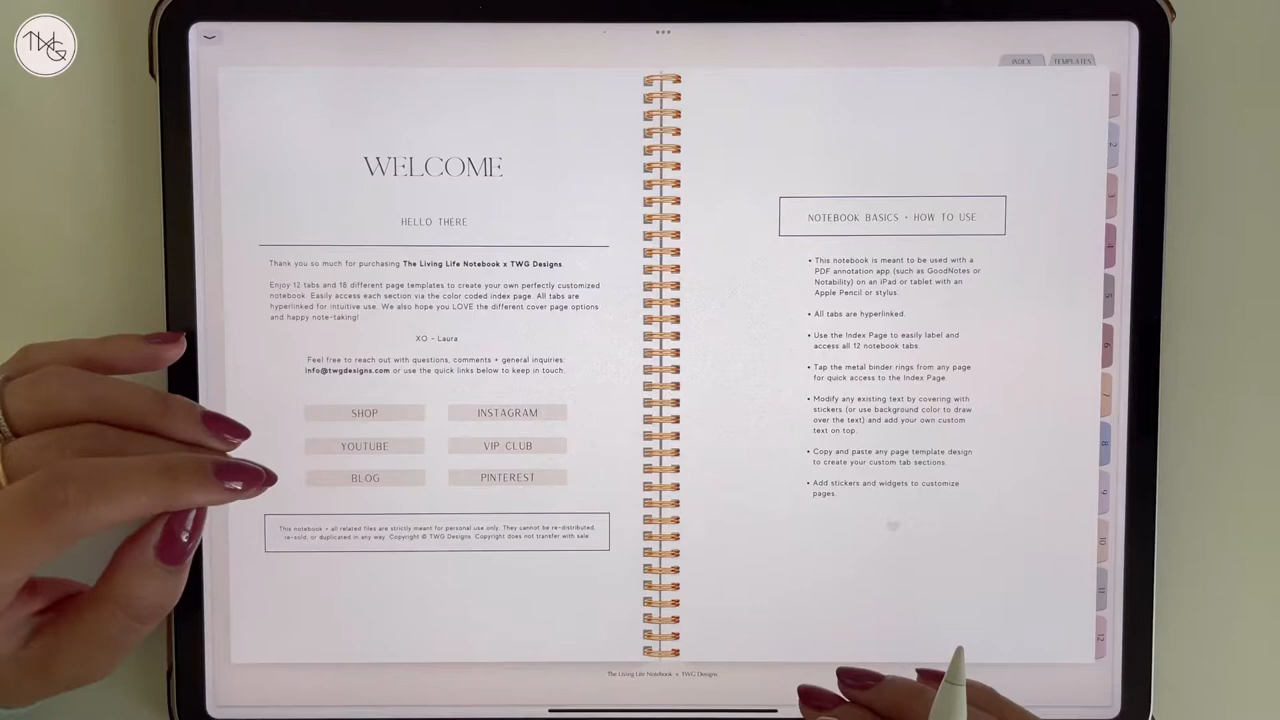 TWG
INDEX
TEMPLATES
WELCOME
HELLO THERE
Thank you so much for purchasing The Living Life Notebook x TWG Designs.
Enjoy 12 tabs and 18 different page templates to create your own perfectly customized
notebook. Easily access each section via the color coded index page. All tabs are
hyperlinked for intuitive use. We also hope you LOVE the different cover page options
and happy note-taking!
XO - Laura
Feel free to reach out with questions, comments + general inquiries:
info@twgdesigns.com or use the quick links below to keep in touch.
SHOP
INSTAGRAM
YOUTUBE
VIP CLUB
BLOG
PINTEREST
This notebook + all related files are strictly meant for personal use only. They cannot be re-distributed,
re-sold, or duplicated in any way. Copyright © TWG Designs. Copyright does not transfer with sale.
NOTEBOOK BASICS + HOW TO USE
• This notebook is meant to be used with a
PDF annotation app (such as GoodNotes or
Notability) on an iPad or tablet with an
Apple Pencil or stylus.
• All tabs are hyperlinked.
• Use the Index Page to easily label and
access all 12 notebook tabs.
• Tap the metal binder rings from any page
for quick access to the Index Page.
• Modify any existing text by covering with
stickers (or use background color to draw
over the text) and add your own custom
text on top.
• Copy and paste any page template design
to create your custom tab sections.
• Add stickers and widgets to customize
pages.
1
2
3
4
5
6
7
8
9
10
11
12
The Living Life Notebook x TWG Designs